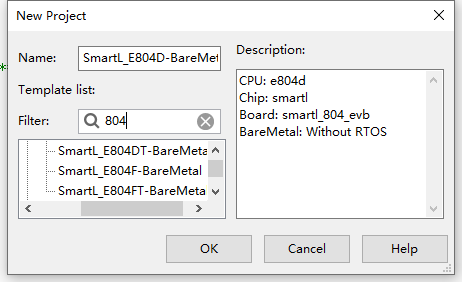 New Project
Name:
SmartL_E804D-BareMet
Template list:
Filter:
804
SmartL_E804DT-BareMeta
SmartL_E804F-BareMetal
SmartL_E804FT-BareMeta
Description:
CPU: e804d
Chip: smartl
Board: smartl_804_evb
BareMetal: Without RTOS
OK
Cancel
Help